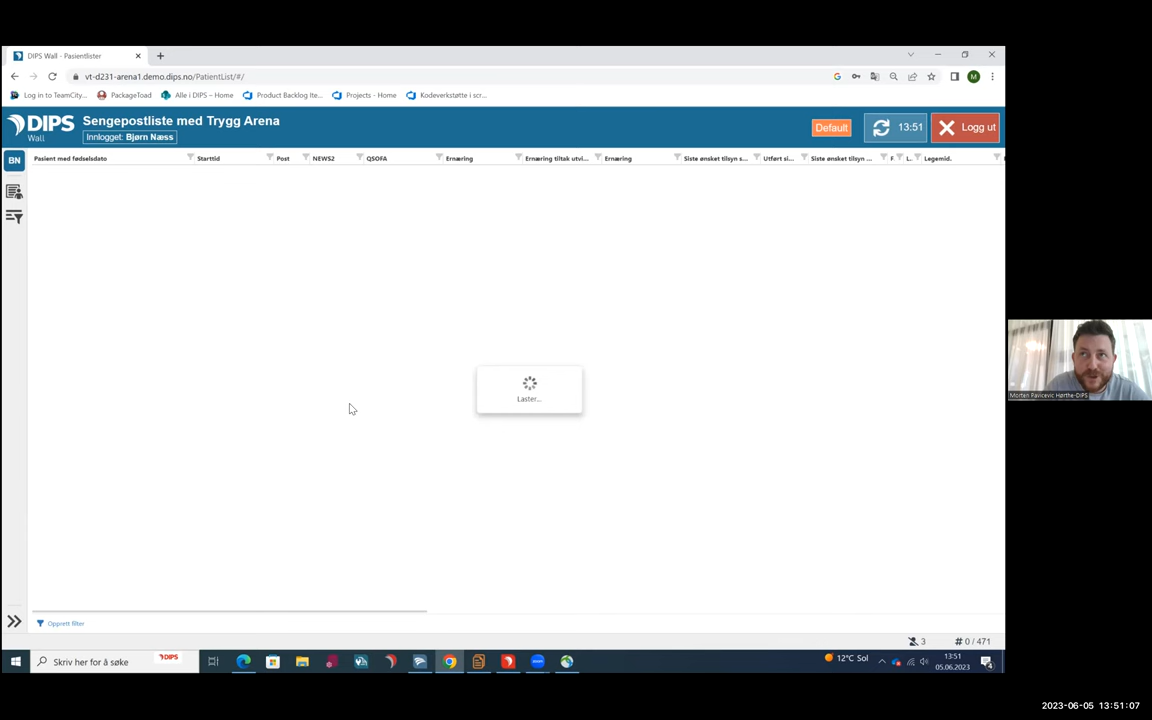 DIPS Wall - Pasientlister
vt-d231-arena1.demo.dips.no/PatientList/#/
Log in to TeamCity...
PackageToad
Alle i DIPS – Home
Product Backlog Ite...
Projects - Home
Kodeverkstøtte i scr...
M
DIPS
Wall
Sengepostliste med Trygg Arena
Innlogget: Bjørn Næss
Default
13:51
Logg ut
BN
Pasient med fødselsdato
Starttid
Post
NEWS2
QSOFA
Ernæring
Ernæring tiltak utvi...
Ernæring
Siste ønsket tilsyn s...
Utført si...
Siste ønsket tilsyn ...
F.
L.
Legemid.
Laster...
Morten Pavicevic Hørthe-DIPS
Opprett filter
3
# 0 / 471
Skriv her for å søke
DIPS
12°C Sol
13:51
05.06.2023
2023-06-05 13:51:07